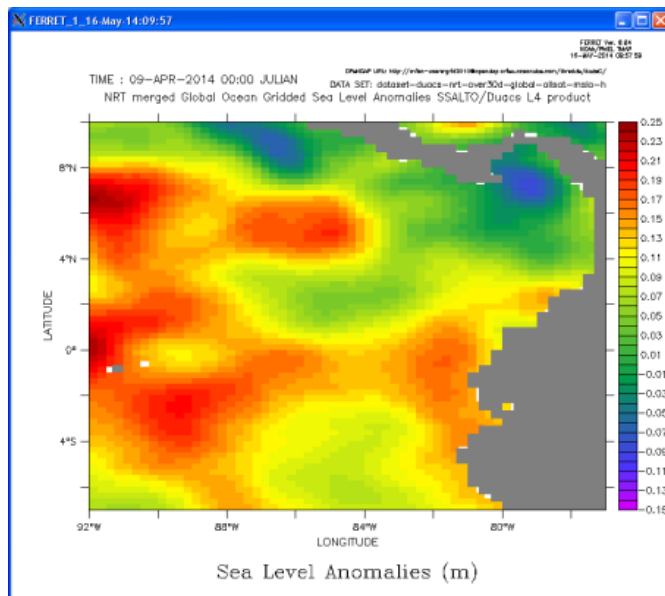 FERRET_1_16-May-14:09:57
FERRET Ver. 6.84
NOAA/PMEL TMAP
16-MAY-2014 09:57:59
TIME : 09-APR-2014 00:00 JULIAN
DATA SET: dataset-duacs-nrt-over30d-global-allsat-msla-h
NRT merged Global Ocean Gridded Sea Level Anomalies SSALTO/Duacs L4 product
8°N
4°N
0°
4°S
LATITUDE
92°W
88°W
84°W
80°W
LONGITUDE
0.25
0.23
0.21
0.19
0.17
0.15
0.13
0.11
0.09
0.07
0.05
0.03
0.01
-0.01
-0.03
-0.05
-0.07
-0.09
-0.11
-0.13
-0.15
Sea Level Anomalies (m)